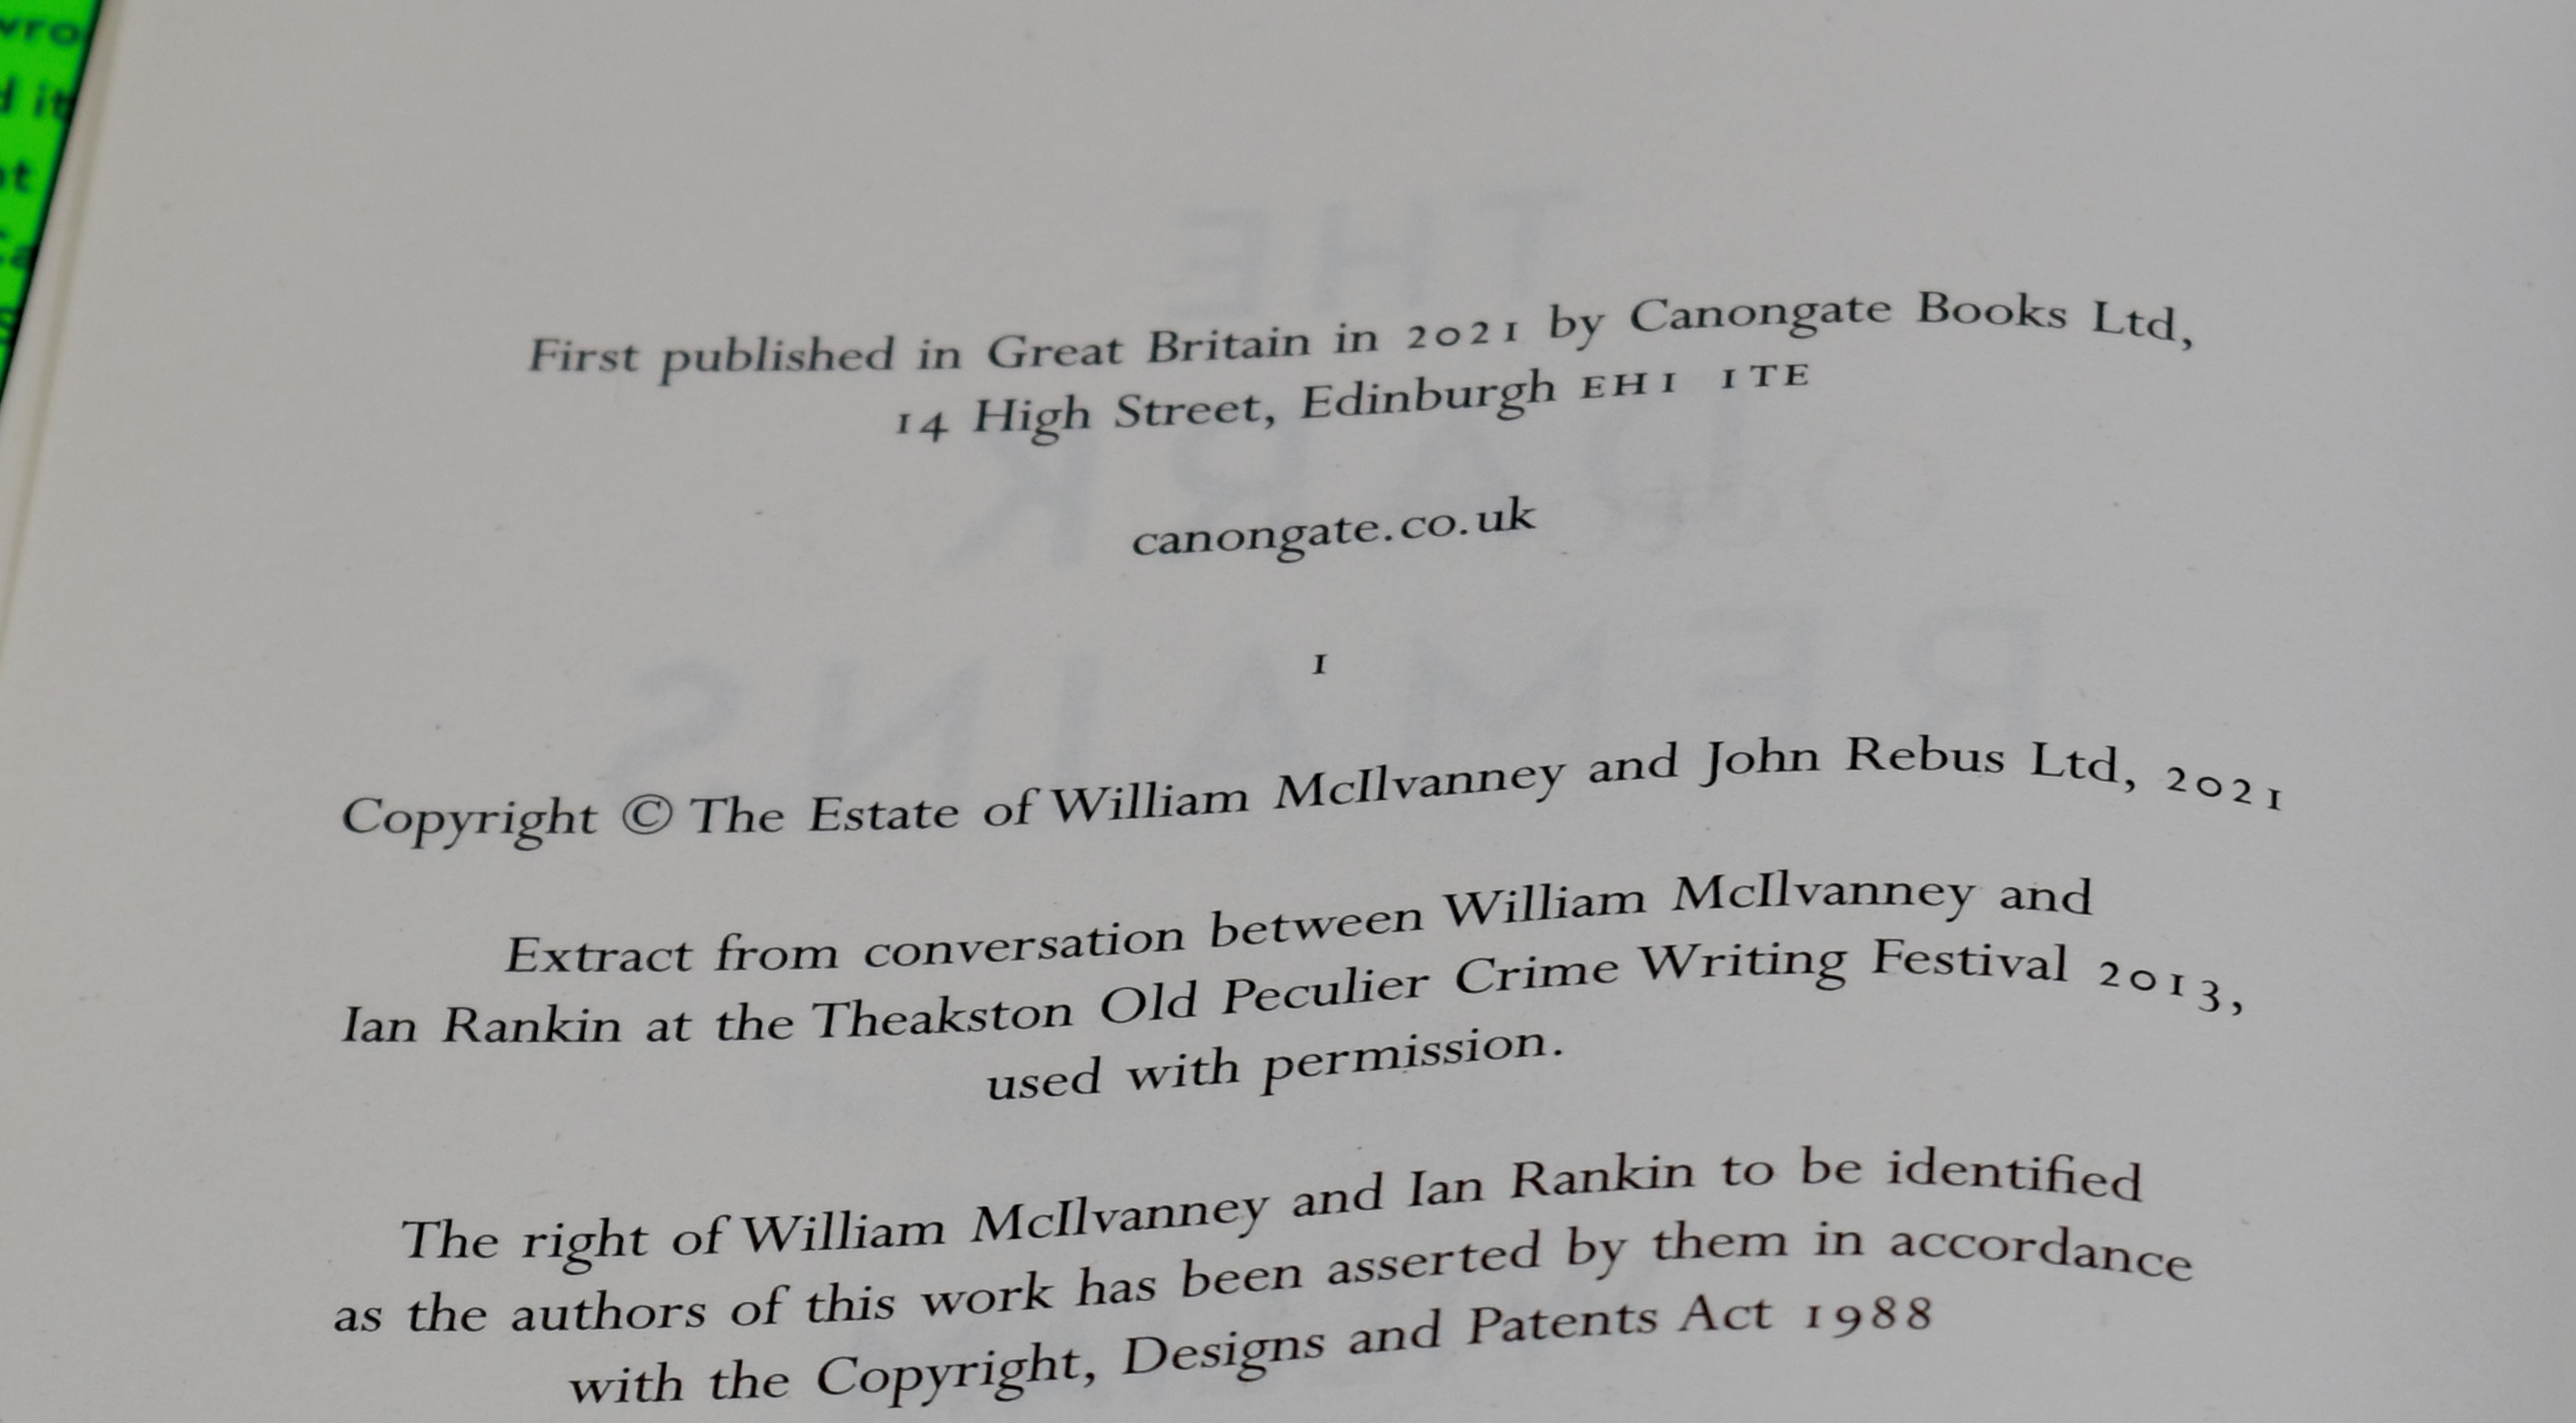 First published in Great Britain in 2021 by Canongate Books Ltd,
14 High Street, Edinburgh EH1 1TE
canongate.co.uk
1
Copyright © The Estate of William McIlvanney and John Rebus Ltd, 2021
Extract from conversation between William McIlvanney and
Ian Rankin at the Theakston Old Peculier Crime Writing Festival 2013,
used with permission.
The right of William McIlvanney and Ian Rankin to be identified
as the authors of this work has been asserted by them in accordance
with the Copyright, Designs and Patents Act 1988
THE
DARK
REMAINS